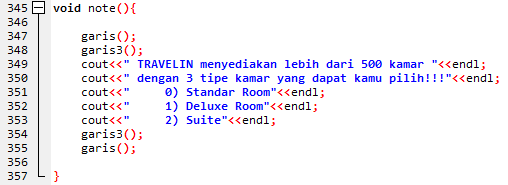 345 void note(){
346
347 garis();
348 garis3();
349 cout<<" TRAVELIN menyediakan lebih dari 500 kamar "<<endl;
350 cout<<" dengan 3 tipe kamar yang dapat kamu pilih!!!"<<endl;
351 cout<<"     0) Standar Room"<<endl;
352 cout<<"     1) Deluxe Room"<<endl;
353 cout<<"     2) Suite"<<endl;
354 garis3();
355 garis();
356
357 }